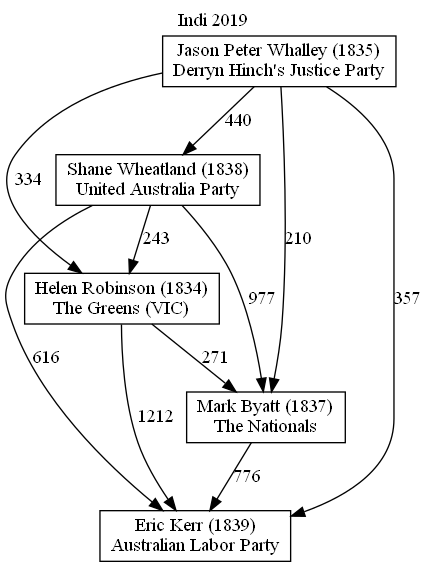 Indi 2019
Jason Peter Whalley (1835)
Derryn Hinch's Justice Party
440
Shane Wheatland (1838)
United Australia Party
334
243
210
Helen Robinson (1834)
The Greens (VIC)
977
357
616
271
Mark Byatt (1837)
The Nationals
1212
776
Eric Kerr (1839)
Australian Labor Party